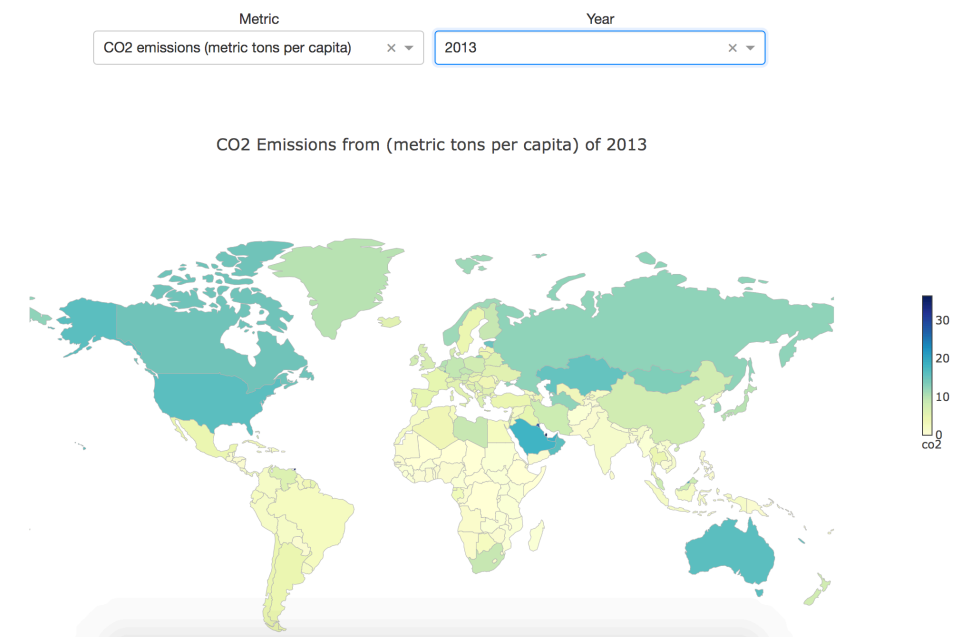 Metric Year
CO2 emissions (metric tons per capita) × 2013 ×
CO2 Emissions from (metric tons per capita) of 2013
30
20
10
0
co2